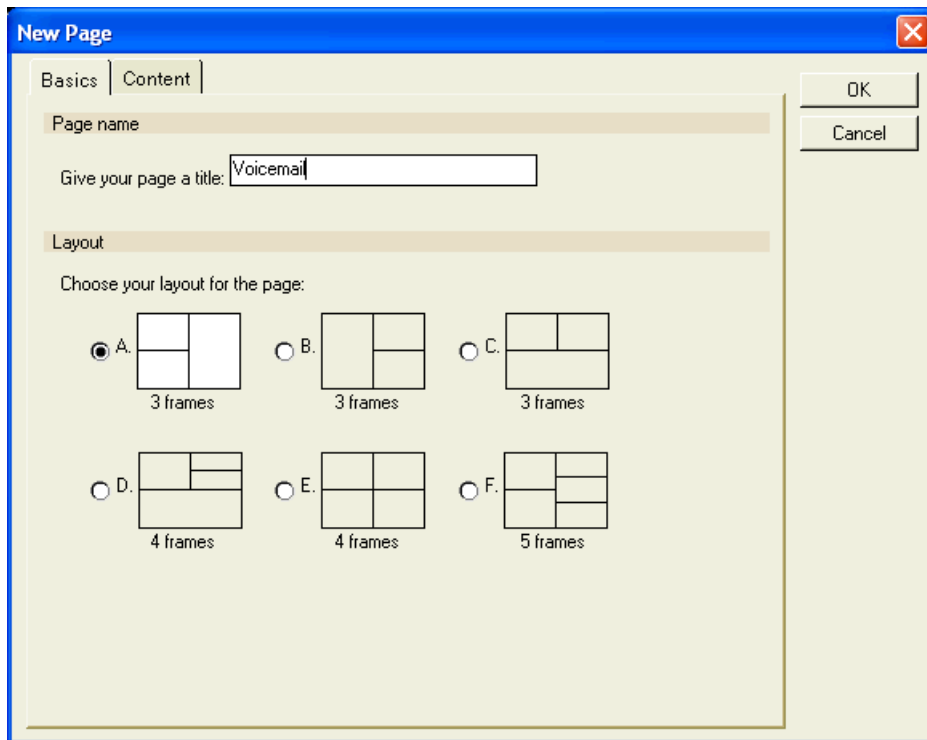 New Page
Basics Content
OK
Cancel
Page name
Give your page a title: Voicemail
Layout
Choose your layout for the page:
A. B. C.
3 frames 3 frames 3 frames
D. E. F.
4 frames 4 frames 5 frames